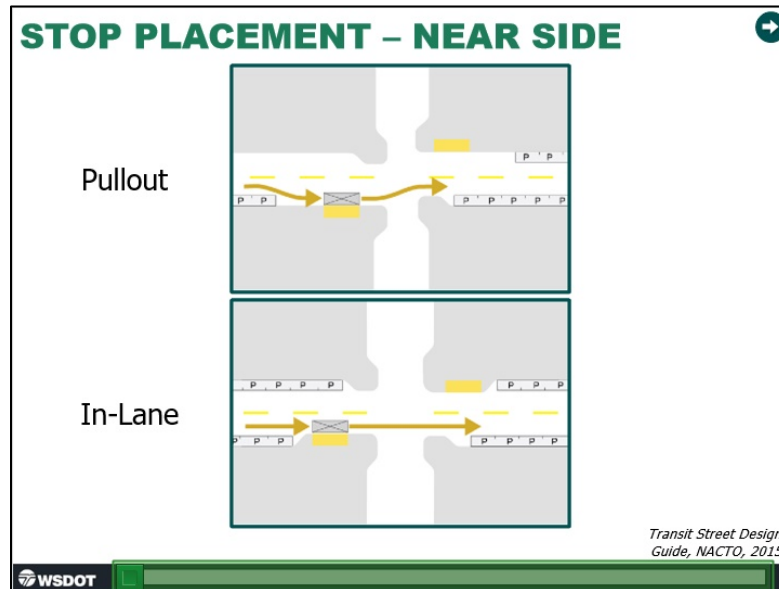 STOP PLACEMENT – NEAR SIDE
Pullout
P P
P
P P P P P
In-Lane
P P P P
P P P
P P P
P P P P
Transit Street Design
Guide, NACTO, 2015
WSDOT